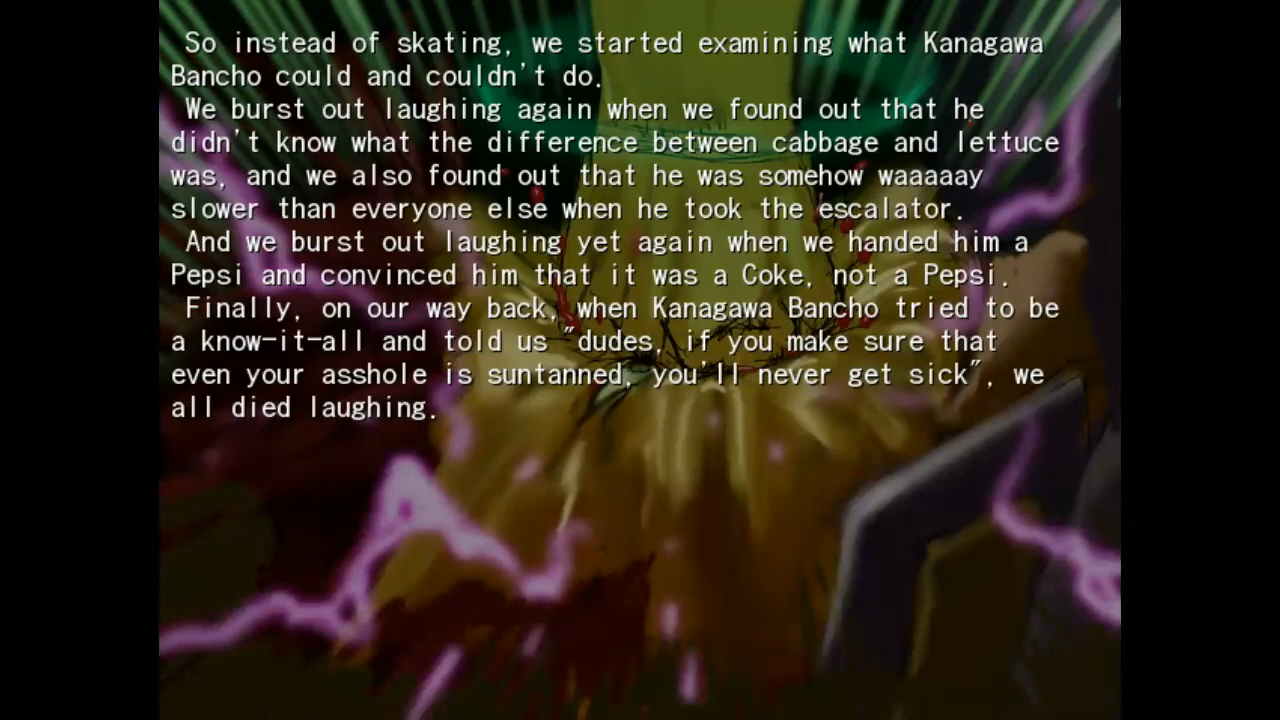 So instead of skating, we started examining what Kanagawa
Bancho could and couldn't do.
We burst out laughing again when we found out that he
didn't know what the difference between cabbage and lettuce
was, and we also found out that he was somehow waaaaay
slower than everyone else when he took the escalator.
And we burst out laughing yet again when we handed him a
Pepsi and convinced him that it was a Coke, not a Pepsi.
Finally, on our way back, when Kanagawa Bancho tried to be
a know-it-all and told us "dudes, if you make sure that
even your asshole is suntanned, you'll never get sick", we
all died laughing.